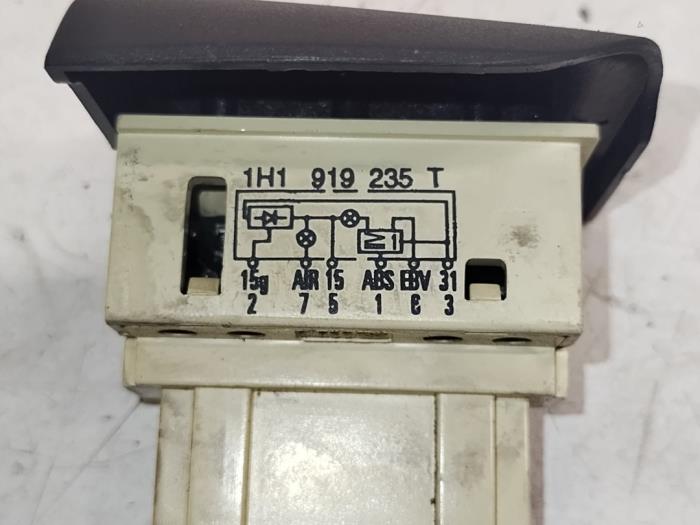 1H1 919 235 T
15g AIR 15 ABS EBV 31
2 7 5 1 6 3